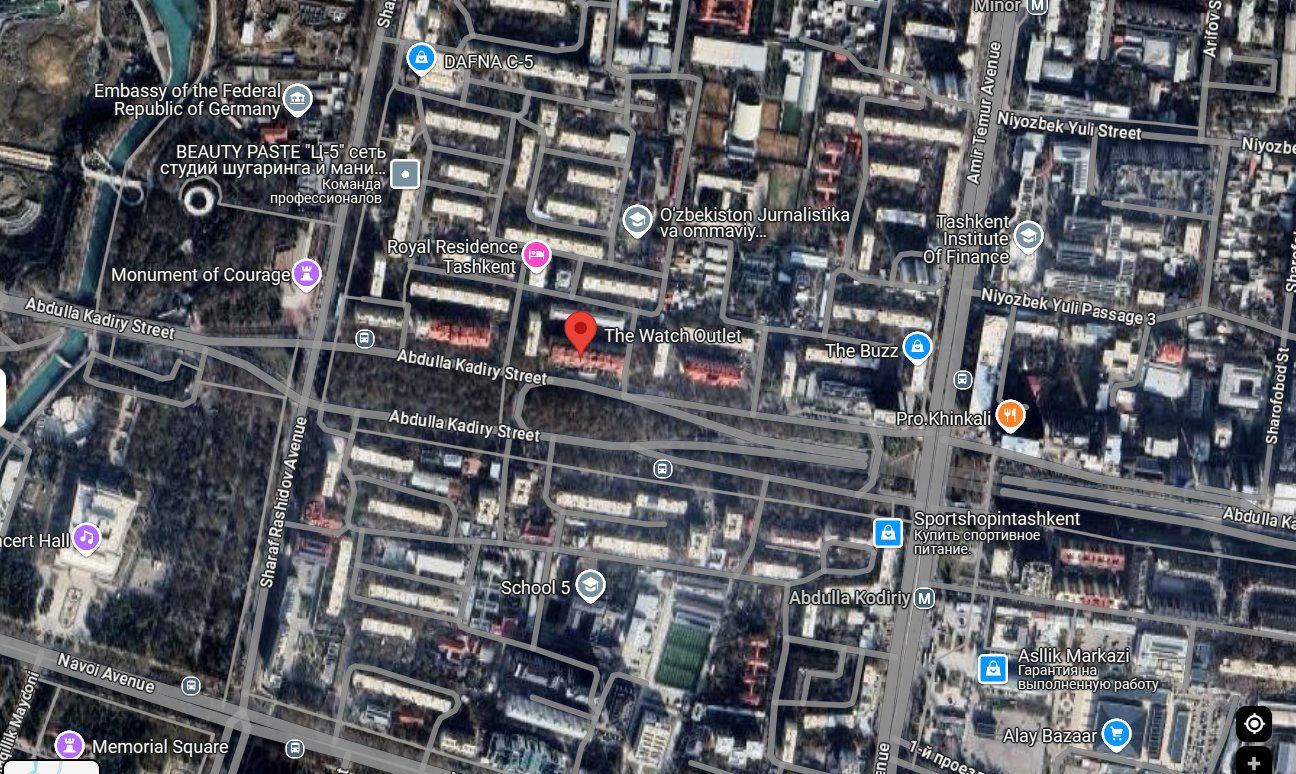 Minor
Sha
Arifov S
DAFNA C-5
Embassy of the Federal
Republic of Germany
Amir Temur Avenue
Niyozbek Yuli Street
Niyozbe
BEAUTY PASTE "Ц-5" сеть
студий шугаринга и мани...
Команда
профессионалов
O'zbekiston Jurnalistika
va ommaviy...
Tashkent
Institute
Of Finance
Royal Residence
Tashkent
Monument of Courage
Abdulla Kadiry Street
Niyozbek Yuli Passage 3
The Watch Outlet
The Buzz
Abdulla Kadiry Street
Sharofobod St
Pro.Khinkali
Abdulla Kadiry Street
Sharaf Rashidov Avenue
Abdulla Ka
Sportshopintashkent
Купить спортивное
питание.
ncert Hall
School 5
Abdulla Kodiriy
Asllik Markazi
Гарантия на
выполненную работу
Navoi Avenue
Alay Bazaar
Memorial Square
1-й проезд
enue